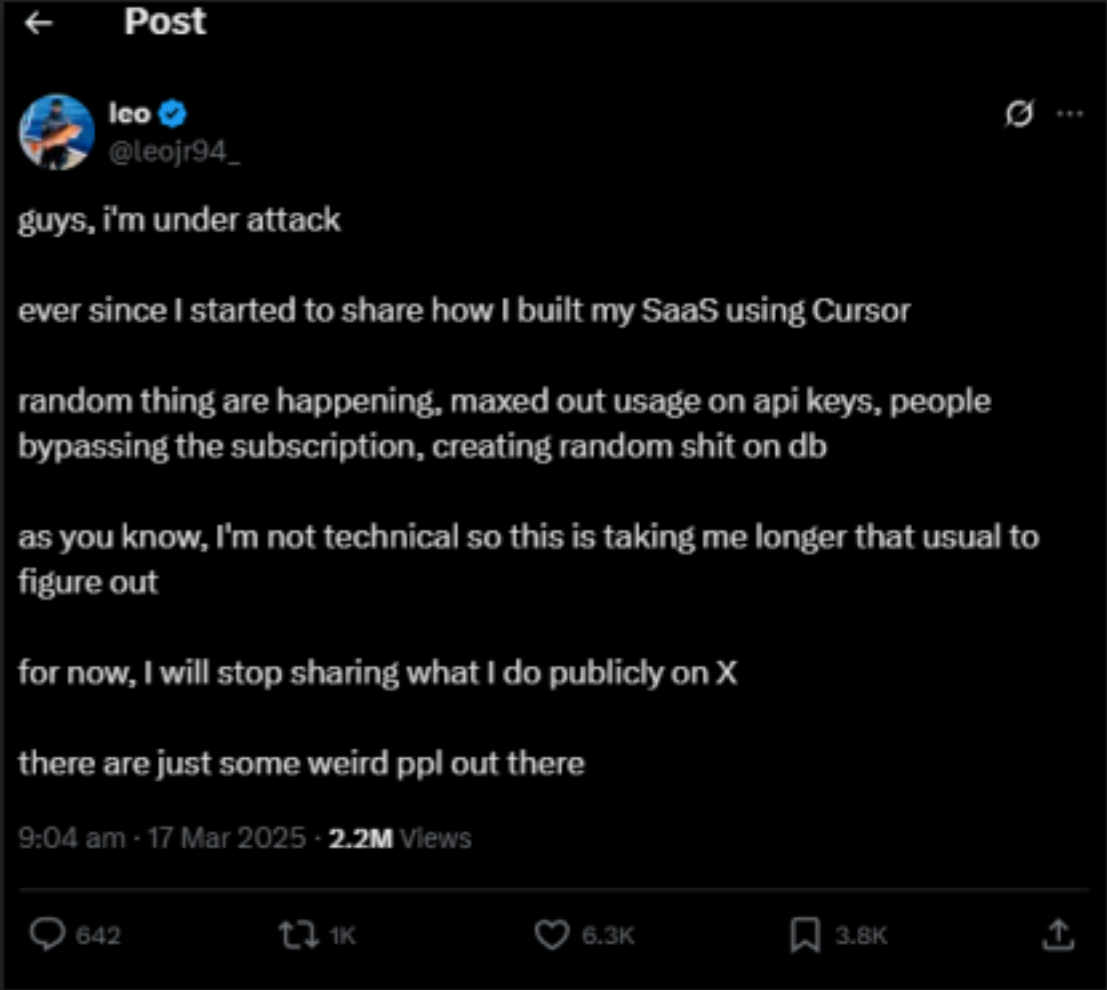 Post
leo
@leojr94_
guys, i'm under attack
ever since I started to share how I built my SaaS using Cursor
random thing are happening, maxed out usage on api keys, people
bypassing the subscription, creating random shit on db
as you know, I'm not technical so this is taking me longer that usual to
figure out
for now, I will stop sharing what I do publicly on X
there are just some weird ppl out there
9:04 am · 17 Mar 2025 · 2.2M Views
642 1K 6.3K 3.8K